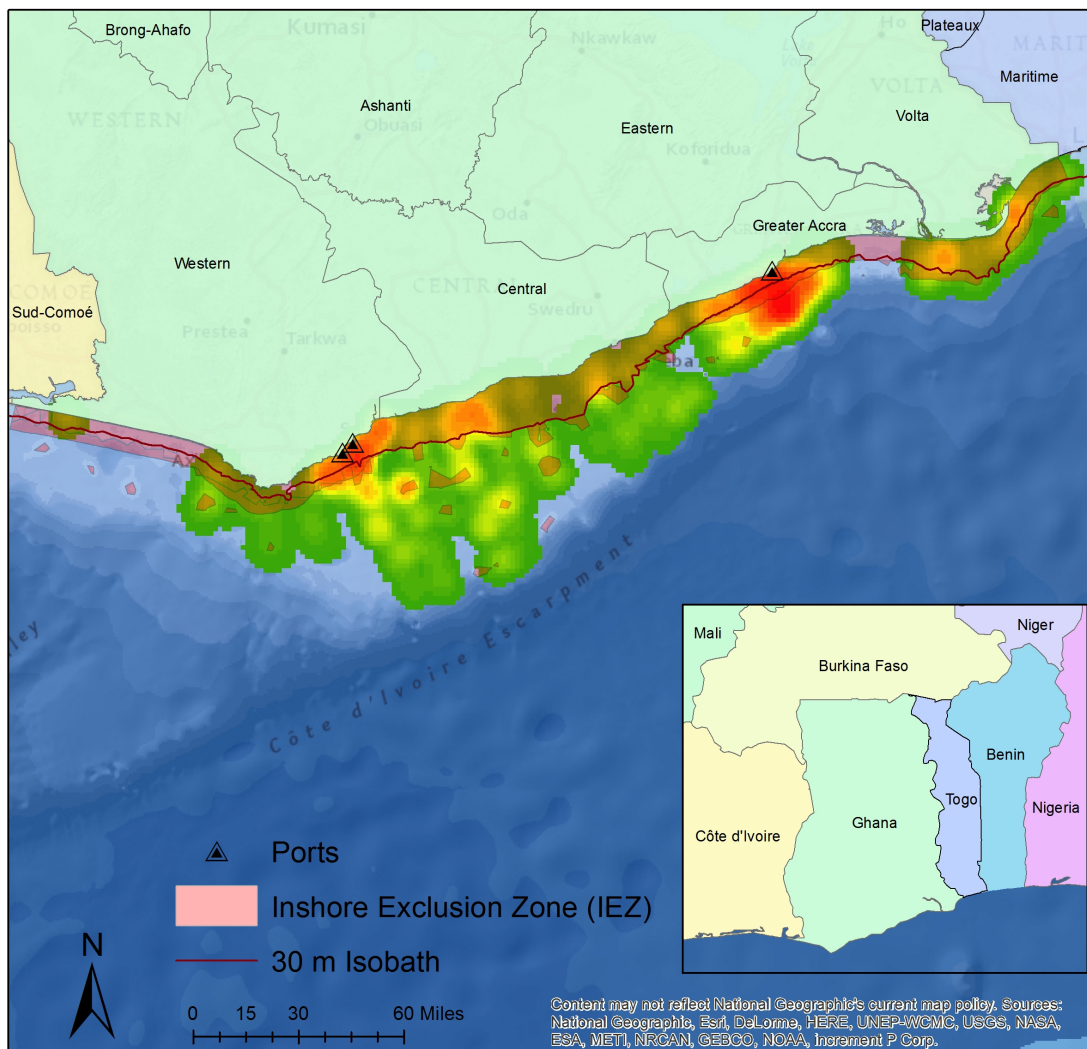 Brong-Ahafo
Kumasi
Nkawkaw
Ho
Plateaux
MARIT
Maritime
WESTERN
Ashanti
Obuasi
Eastern
Koforidua
VOLTA
Volta
Oda
Greater Accra
Western
Central
CENTRAL
Swedru
Sud-Comoé
COMOÉ
Prestea
Tarkwa
Côte d'Ivoire Escarpment
Mali
Niger
Burkina Faso
Benin
Togo
Nigeria
Ghana
Côte d'Ivoire
Ports
Inshore Exclusion Zone (IEZ)
30 m Isobath
N
0 15 30 60 Miles
Content may not reflect National Geographic's current map policy. Sources:
National Geographic, Esri, DeLorme, HERE, UNEP-WCMC, USGS, NASA,
ESA, METI, NRCAN, GEBCO, NOAA, Increment P Corp.